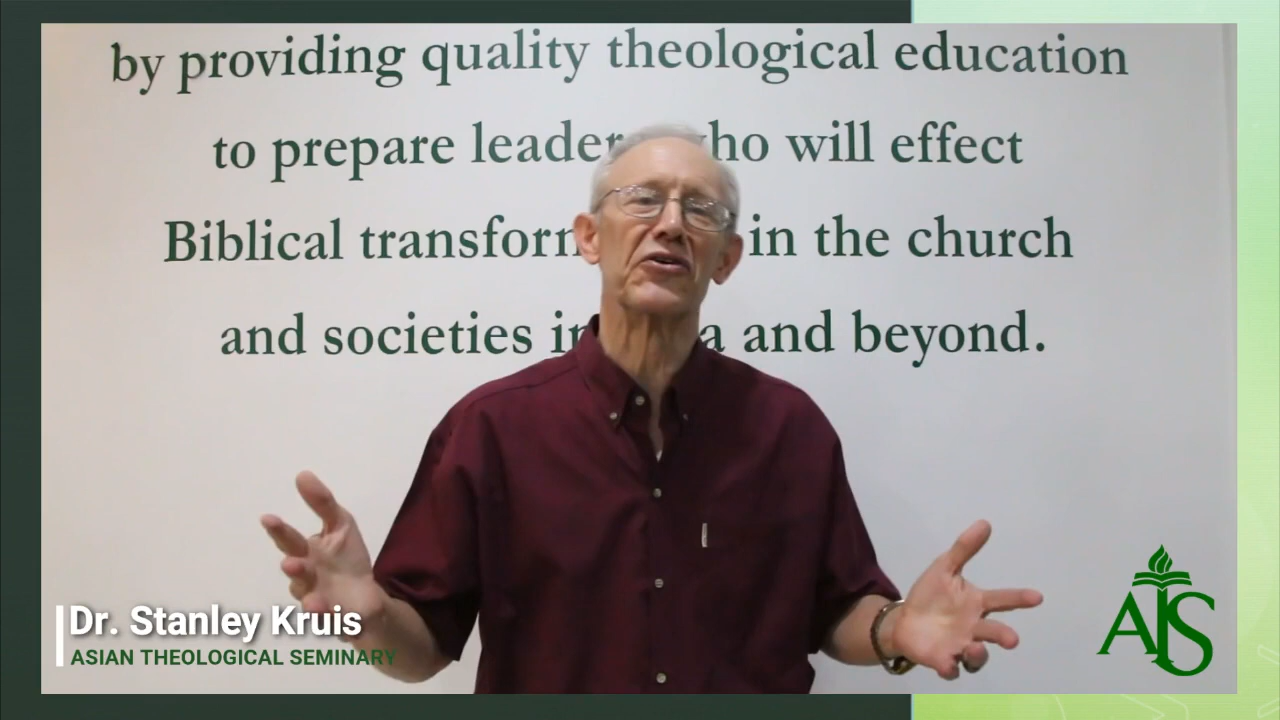 by providing quality theological education
to prepare will effect
Biblical in the church
and societies and beyond.
Dr. Stanley Kruis
ASIAN THEOLOGICAL SEMINARY
ATS